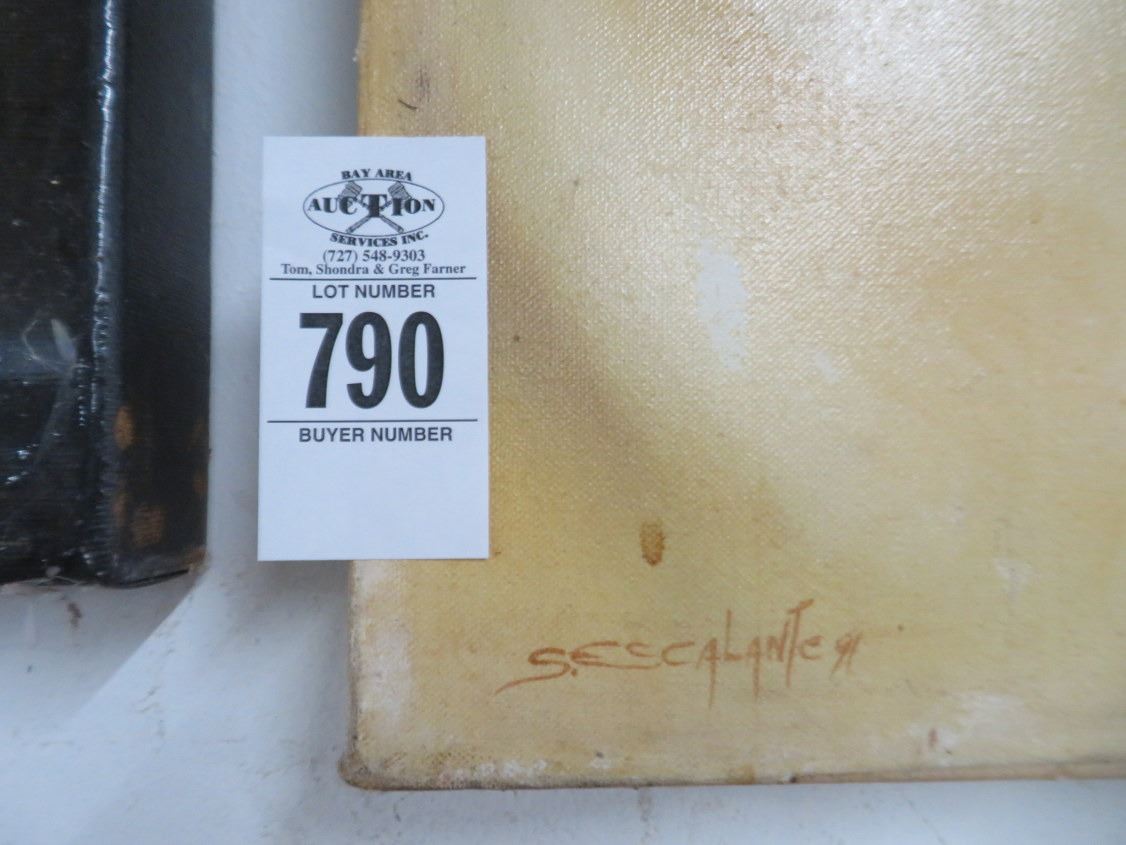 BAY AREA
AUCTION
SERVICES INC.
(727) 548-9303
Tom, Shondra & Greg Farner
LOT NUMBER
790
BUYER NUMBER
S. ESCALANTE 91